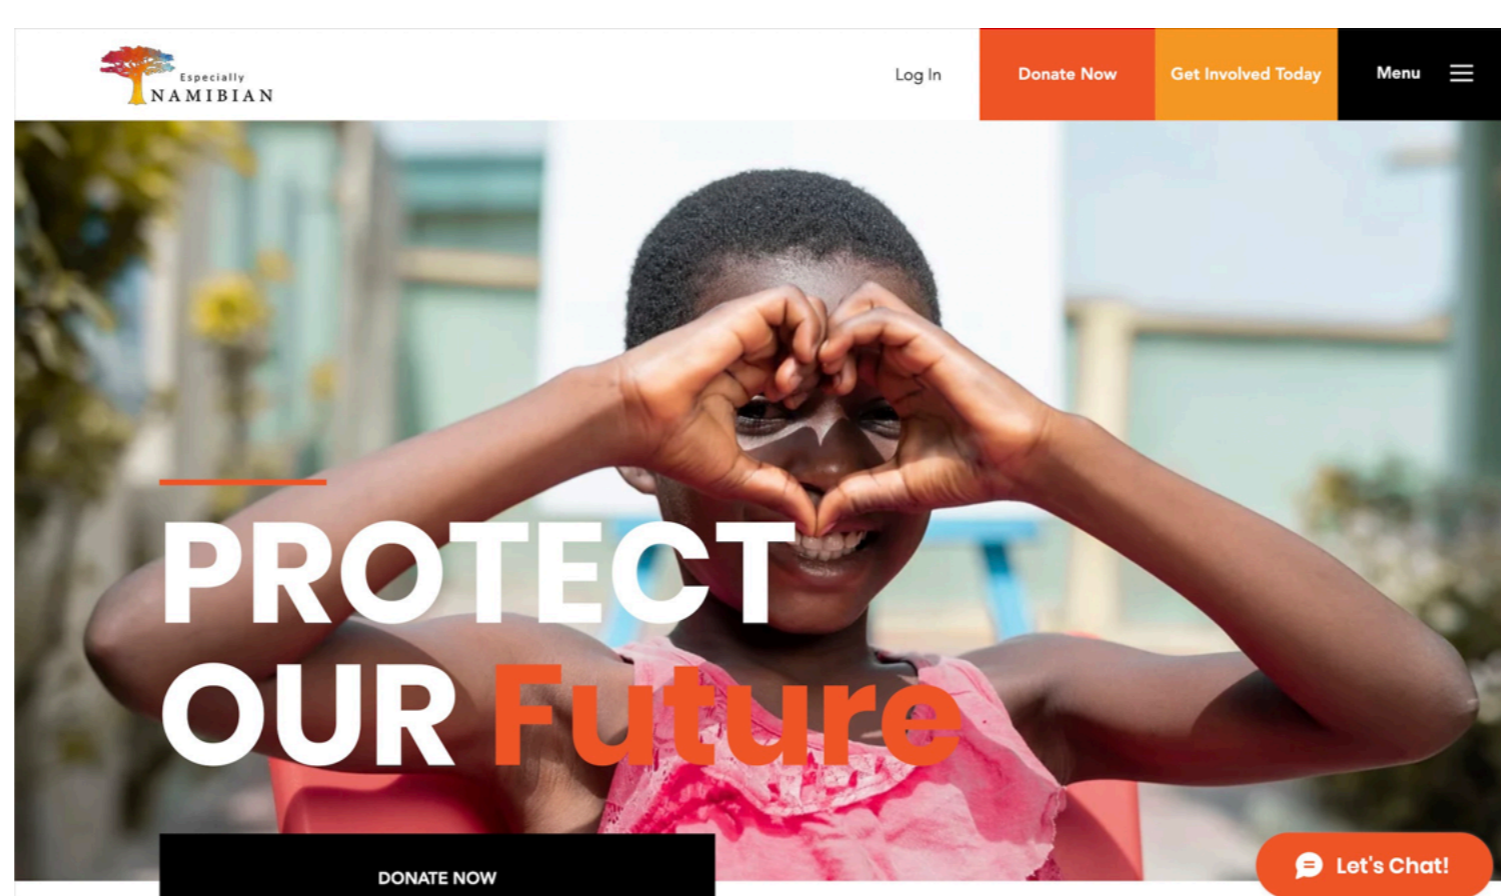 Especially
NAMIBIAN
Log In
Donate Now
Get Involved Today
Menu
PROTECT
OUR Future
DONATE NOW
Let's Chat!